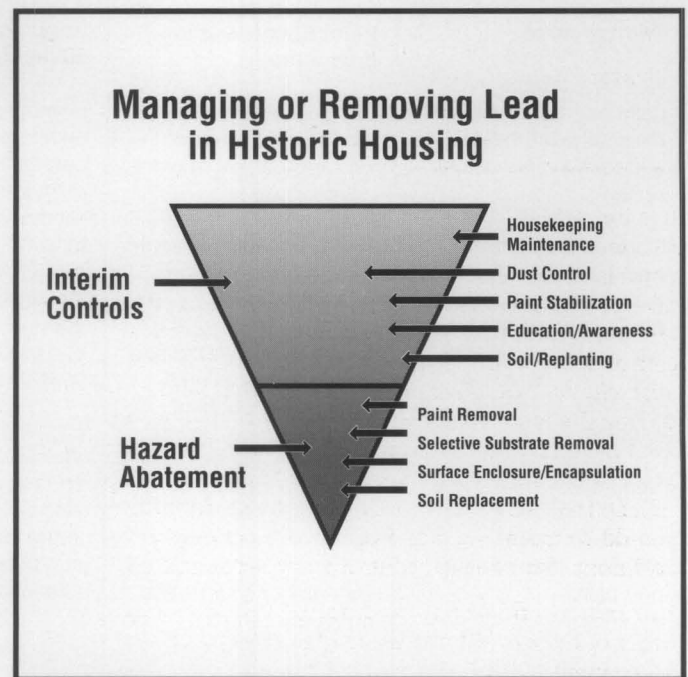 Managing or Removing Lead
in Historic Housing
Interim
Controls
Housekeeping
Maintenance
Dust Control
Paint Stabilization
Education/Awareness
Soil/Replanting
Hazard
Abatement
Paint Removal
Selective Substrate Removal
Surface Enclosure/Encapsulation
Soil Replacement